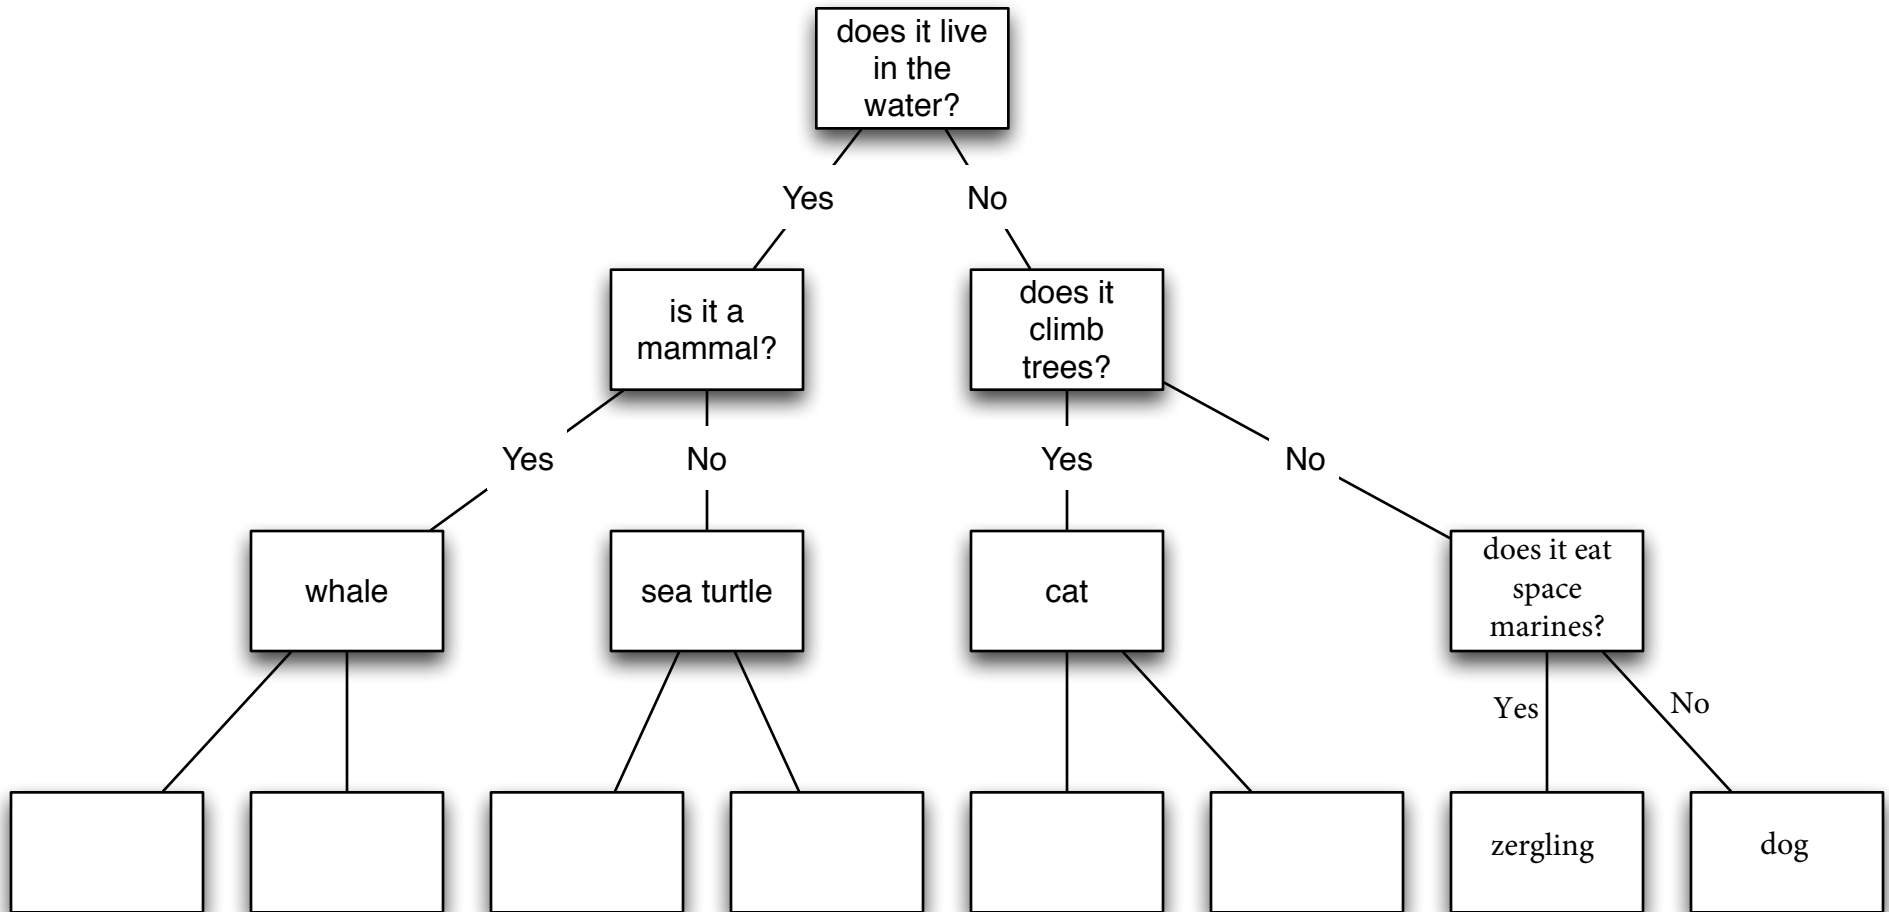 does it live
in the
water?
Yes
No
is it a
mammal?
does it
climb
trees?
Yes
No
Yes
No
whale
sea turtle
cat
does it eat
space
marines?
Yes
No
zergling
dog